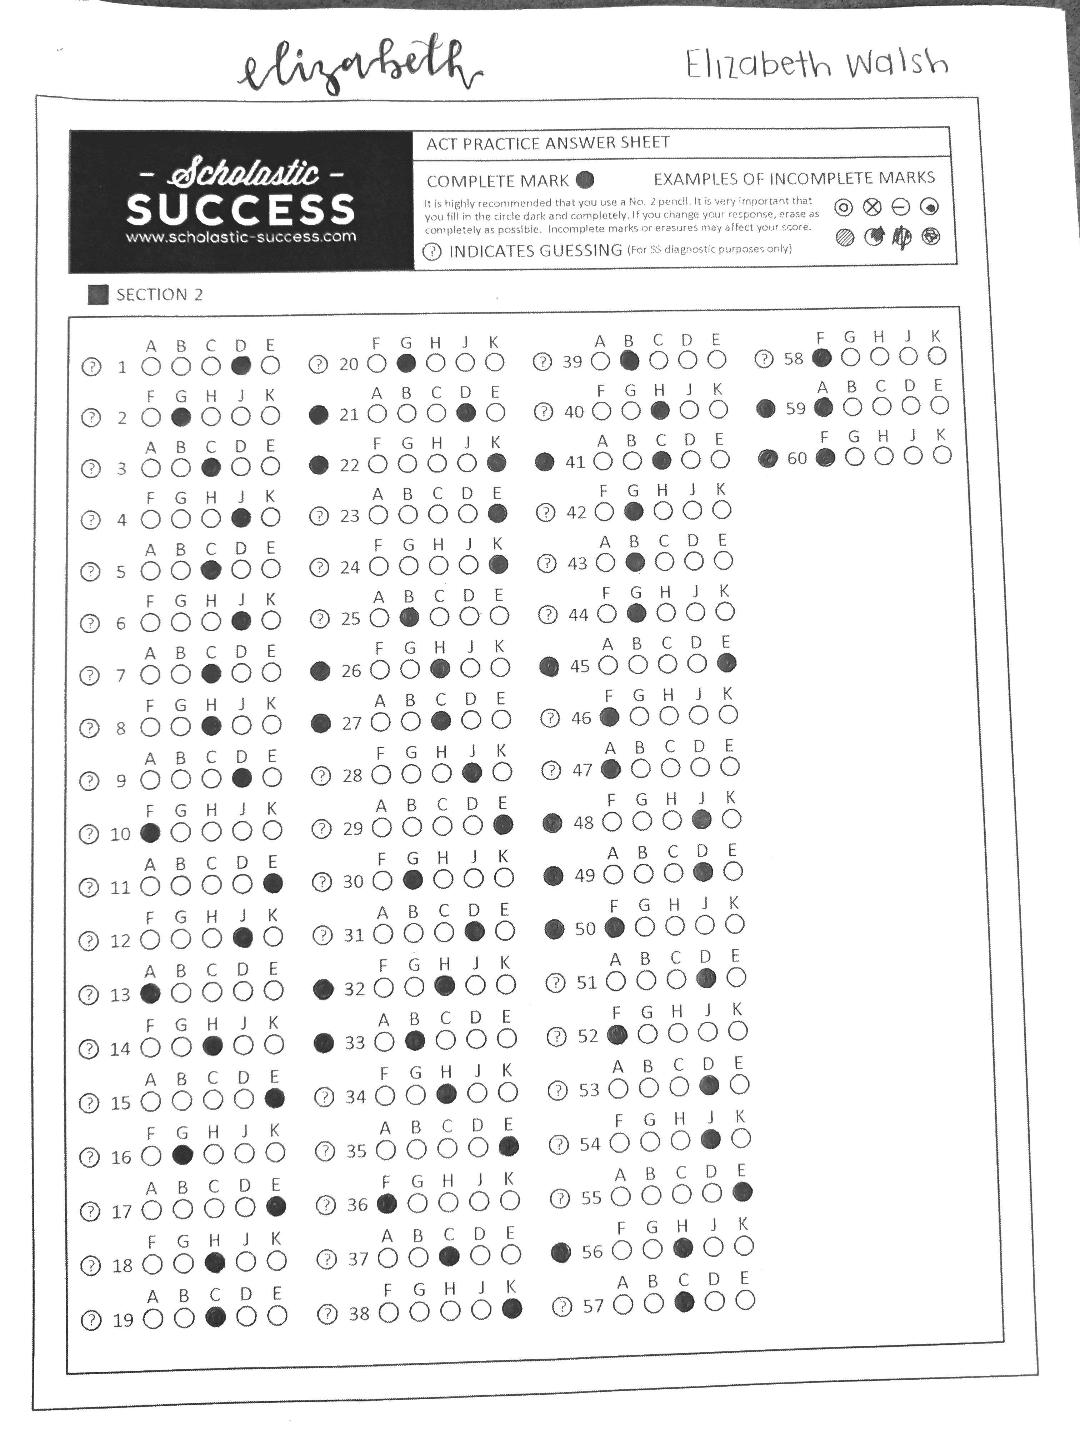 elizabeth
Elizabeth Walsh
- Scholastic -
SUCCESS
www.scholastic-success.com
ACT PRACTICE ANSWER SHEET
COMPLETE MARK
EXAMPLES OF INCOMPLETE MARKS
It is highly recommended that you use a No. 2 pencil. It is very important that
you fill in the circle dark and completely. If you change your response, erase as
completely as possible. Incomplete marks or erasures may affect your score.
? INDICATES GUESSING (For SS diagnostic purposes only)
SECTION 2
A B C D E
? 1
F G H J K
? 2
A B C D E
? 3
F G H J K
? 4
A B C D E
? 5
F G H J K
? 6
A B C D E
? 7
F G H J K
? 8
A B C D E
? 9
F G H J K
? 10
A B C D E
? 11
F G H J K
? 12
A B C D E
? 13
F G H J K
? 14
A B C D E
? 15
F G H J K
? 16
A B C D E
? 17
F G H J K
? 18
A B C D E
? 19
F G H J K
? 20
A B C D E
21
F G H J K
22
A B C D E
? 23
F G H J K
? 24
A B C D E
? 25
F G H J K
26
A B C D E
27
F G H J K
? 28
A B C D E
? 29
F G H J K
? 30
A B C D E
? 31
F G H J K
32
A B C D E
33
F G H J K
? 34
A B C D E
? 35
F G H J K
? 36
A B C D E
? 37
F G H J K
? 38
A B C D E
? 39
F G H J K
? 40
A B C D E
41
F G H J K
? 42
A B C D E
? 43
F G H J K
? 44
A B C D E
45
F G H J K
? 46
A B C D E
? 47
F G H J K
48
A B C D E
49
F G H J K
50
A B C D E
? 51
F G H J K
? 52
A B C D E
? 53
F G H J K
? 54
A B C D E
? 55
F G H J K
56
A B C D E
? 57
F G H J K
? 58
A B C D E
59
F G H J K
60